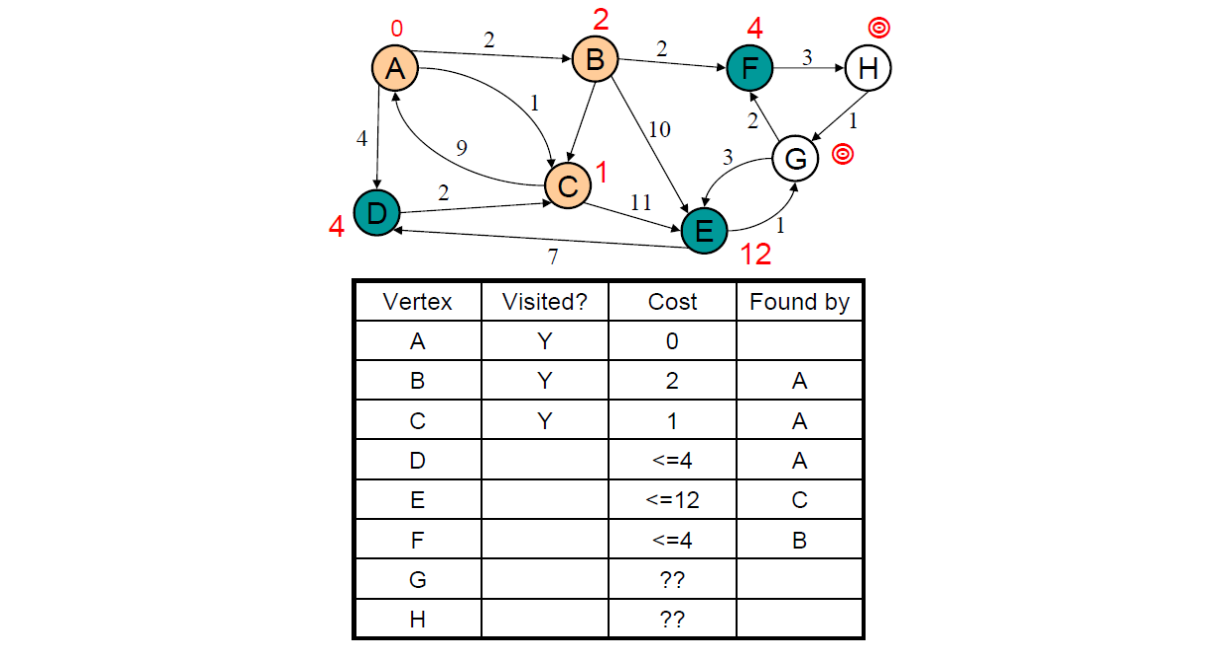 0
2
4
A
2
B
2
F
3
H
1
10
2
1
4
9
3
G
C
1
D
2
11
E
1
4
7
12
Vertex Visited? Cost Found by
A Y 0
B Y 2 A
C Y 1 A
D <=4 A
E <=12 C
F <=4 B
G ??
H ??